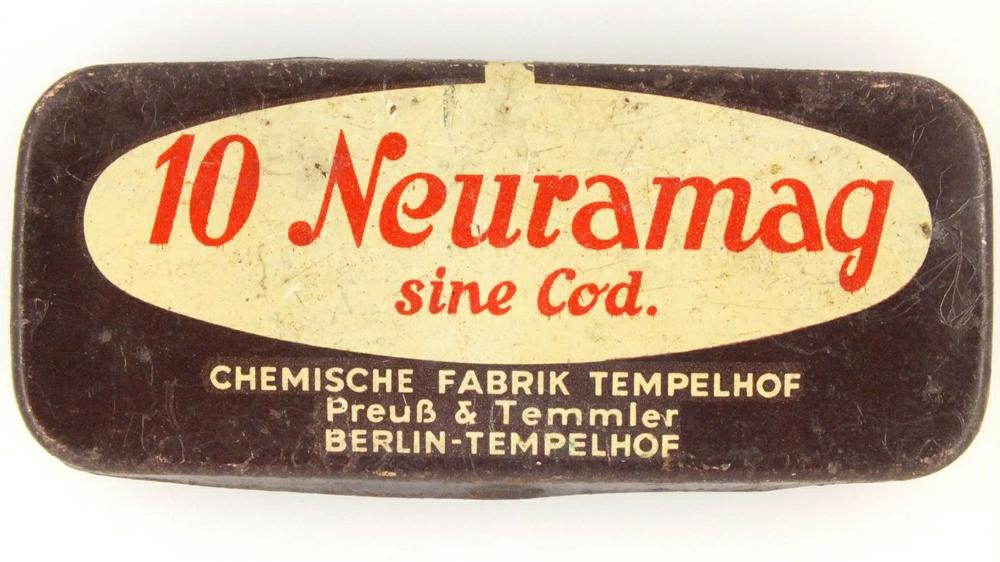 10 Neuramag
sine Cod.
CHEMISCHE FABRIK TEMPELHOF
Preuß & Temmler
BERLIN-TEMPELHOF